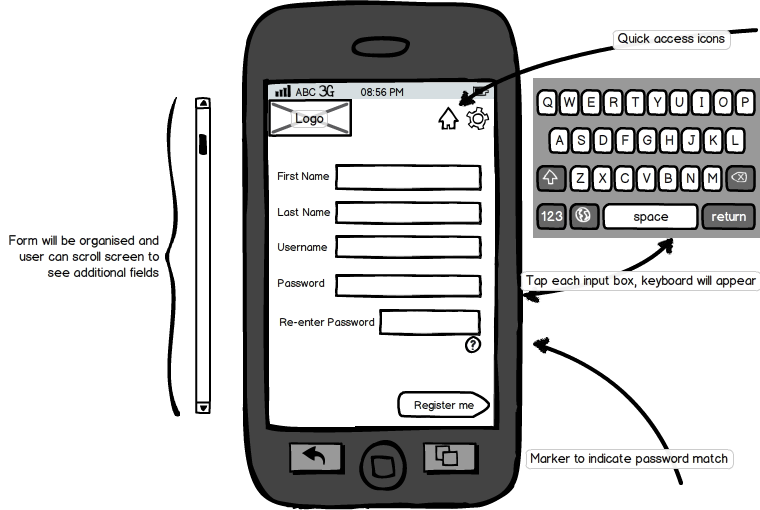 Quick access icons
ABC 3G 08:56 PM
Logo
Q W E R T Y U I O P
A S D F G H J K L
Z X C V B N M
123 space return
First Name
Last Name
Username
Password
Re-enter Password
?
Register me
Form will be organised and
user can scroll screen to
see additional fields
Tap each input box, keyboard will appear
Marker to indicate password match